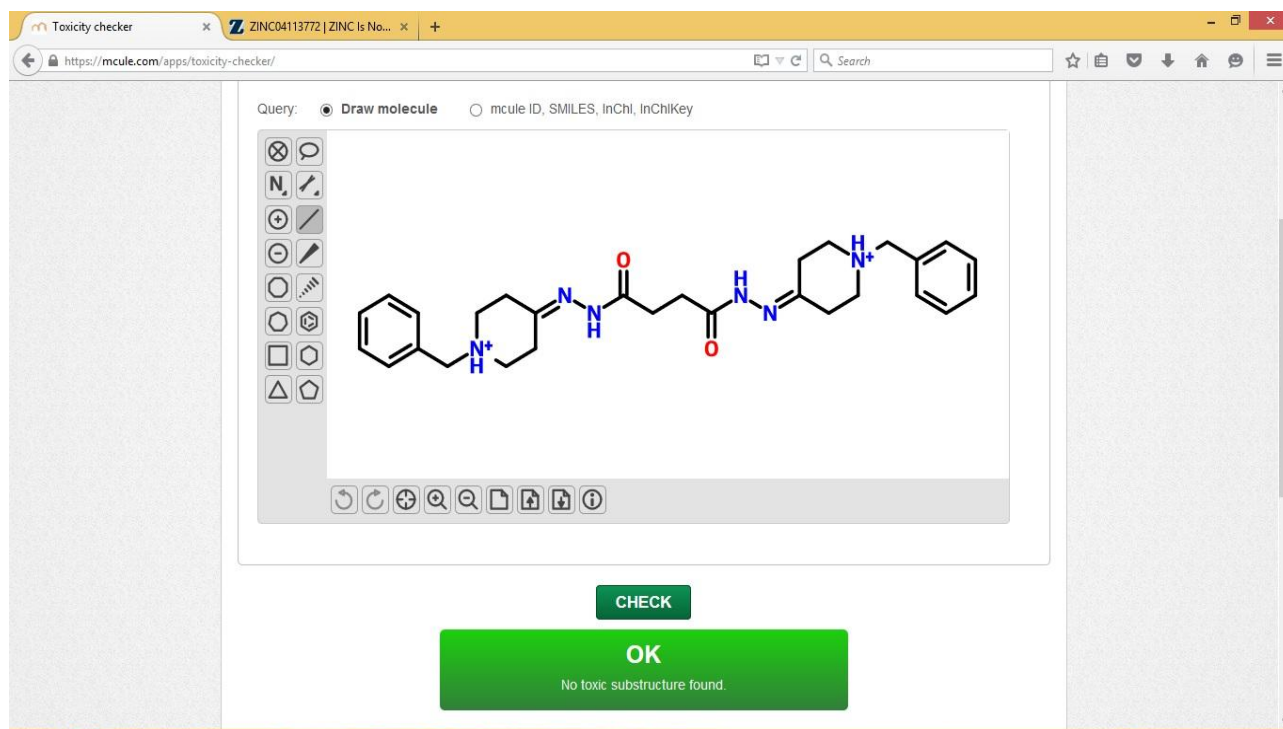 Toxicity checker × ZINC04113772 | ZINC Is No... × +
https://mcule.com/apps/toxicity-checker/ Search
Query: Draw molecule mcule ID, SMILES, InChI, InChIKey
N
H
N+
O
H
N
N
N
H
N
O
N+
H
CHECK
OK
No toxic substructure found.